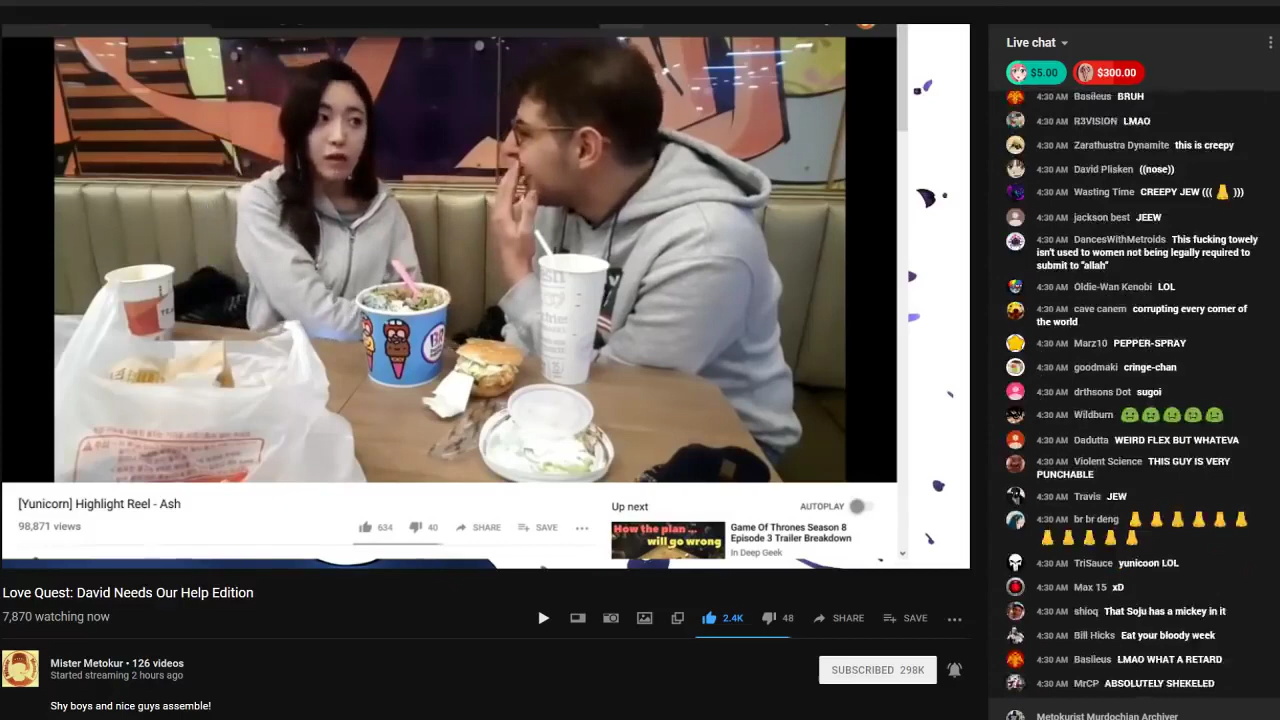 Live chat
$5.00 $300.00
4:30 AM Basileus BRUH
4:30 AM R3VISION LMAO
4:30 AM Zarathustra Dynamite this is creepy
4:30 AM David Plisken ((nose))
4:30 AM Wasting Time CREEPY JEW ((( 👃 )))
4:30 AM jackson best JEEW
4:30 AM DancesWithMetroids This fucking towely
isn't used to women not being legally required to
submit to "allah"
4:30 AM Oldie-Wan Kenobi LOL
4:30 AM cave canem corrupting every corner of
the world
4:30 AM Marz10 PEPPER-SPRAY
4:30 AM goodmaki cringe-chan
4:30 AM drthsons Dot sugoi
4:30 AM Wildburn 🤢🤢🤢🤢🤢
4:30 AM Dadutta WEIRD FLEX BUT WHATEVA
4:30 AM Violent Science THIS GUY IS VERY
PUNCHABLE
4:30 AM Travis JEW
4:30 AM br br deng 👃👃👃👃👃👃
👃👃👃👃👃
4:30 AM TriSauce yunicoon LOL
4:30 AM Max 15 xD
4:30 AM shioq That Soju has a mickey in it
4:30 AM Bill Hicks Eat your bloody week
4:30 AM Basileus LMAO WHAT A RETARD
4:30 AM MrCP ABSOLUTELY SHEKELED
Metokurist Murdochian Archiver
BR
[Yunicorn] Highlight Reel - Ash
98,871 views
634 40 SHARE SAVE
Up next AUTOPLAY
How the plan ...
will go wrong
Game Of Thrones Season 8
Episode 3 Trailer Breakdown
In Deep Geek
Love Quest: David Needs Our Help Edition
7,870 watching now
2.4K 48 SHARE SAVE
Mister Metokur • 126 videos
Started streaming 2 hours ago
SUBSCRIBED 298K
Shy boys and nice guys assemble!